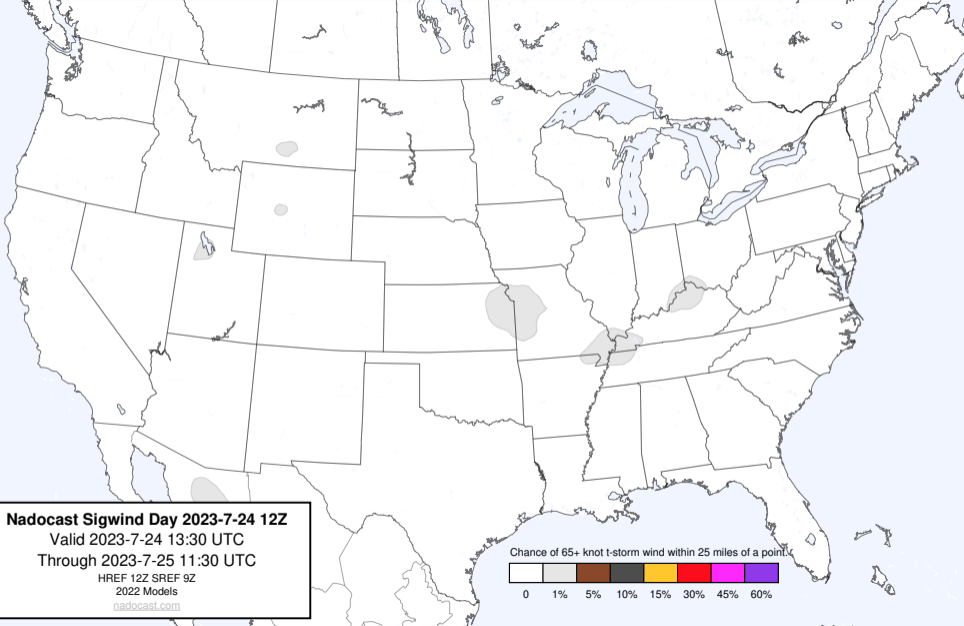 Nadocast Sigwind Day 2023-7-24 12Z
Valid 2023-7-24 13:30 UTC
Through 2023-7-25 11:30 UTC
HREF 12Z SREF 9Z
2022 Models
nadocast.com
Chance of 65+ knot t-storm wind within 25 miles of a point.
0 1% 5% 10% 15% 30% 45% 60%